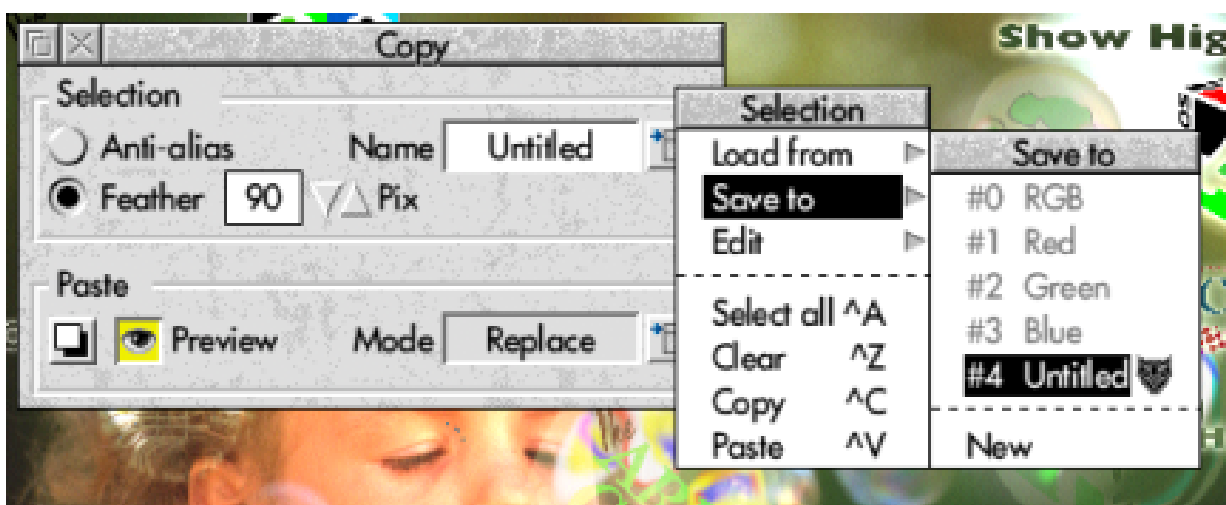 Copy
Show Hig
Selection
Anti-alias
Name Untitled
Feather 90 Pix
Paste
Preview
Mode Replace
Selection
Load from
Save to
Edit
Select all ^A
Clear ^Z
Copy ^C
Paste ^V
Save to
#0 RGB
#1 Red
#2 Green
#3 Blue
#4 Untitled
New